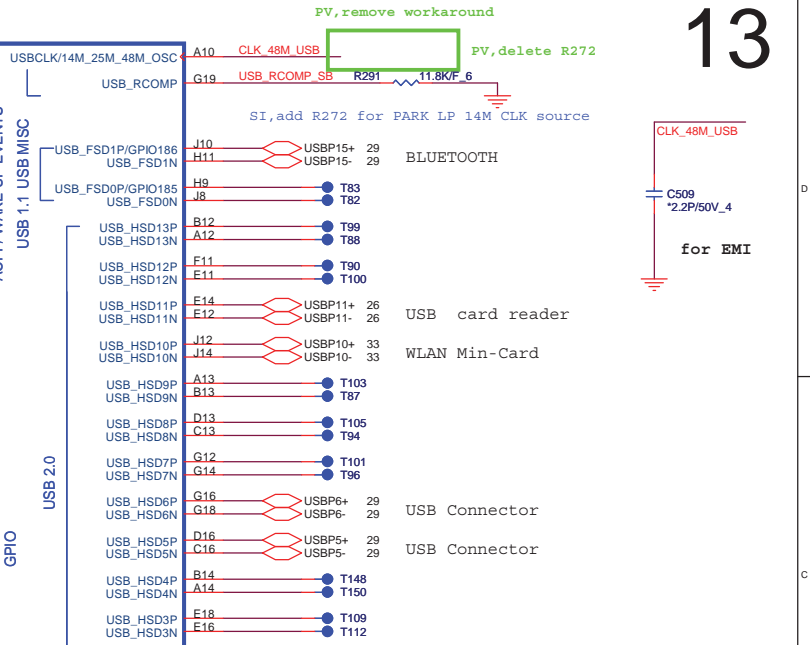 PV,remove workaround
13
USBCLK/14M_25M_48M_OSC A10 CLK_48M_USB PV,delete R272
USB_RCOMP G19 USB_RCOMP_SB R291 11.8K/F_6
SI,add R272 for PARK LP 14M CLK source
CLK_48M_USB
USB 1.1 USB MISC
USB_FSD1P/GPIO186 J10 USBP15+ 29
USB_FSD1N H11 USBP15- 29
BLUETOOTH
USB_FSD0P/GPIO185 H9 T83
USB_FSD0N J8 T82
D
C509
*2.2P/50V_4
for EMI
USB_HSD13P B12 T99
USB_HSD13N A12 T88
USB_HSD12P F11 T90
USB_HSD12N E11 T100
USB_HSD11P E14 USBP11+ 26
USB_HSD11N E12 USBP11- 26
USB card reader
USB_HSD10P J12 USBP10+ 33
USB_HSD10N J14 USBP10- 33
WLAN Min-Card
USB_HSD9P A13 T103
USB_HSD9N B13 T87
USB_HSD8P D13 T105
USB_HSD8N C13 T94
USB 2.0
USB_HSD7P G12 T101
USB_HSD7N G14 T96
USB_HSD6P G16 USBP6+ 29
USB_HSD6N G18 USBP6- 29
USB Connector
GPIO
USB_HSD5P D16 USBP5+ 29
USB_HSD5N C16 USBP5- 29
USB Connector
USB_HSD4P B14 T148
USB_HSD4N A14 T150
C
USB_HSD3P E18 T109
USB_HSD3N E16 T112